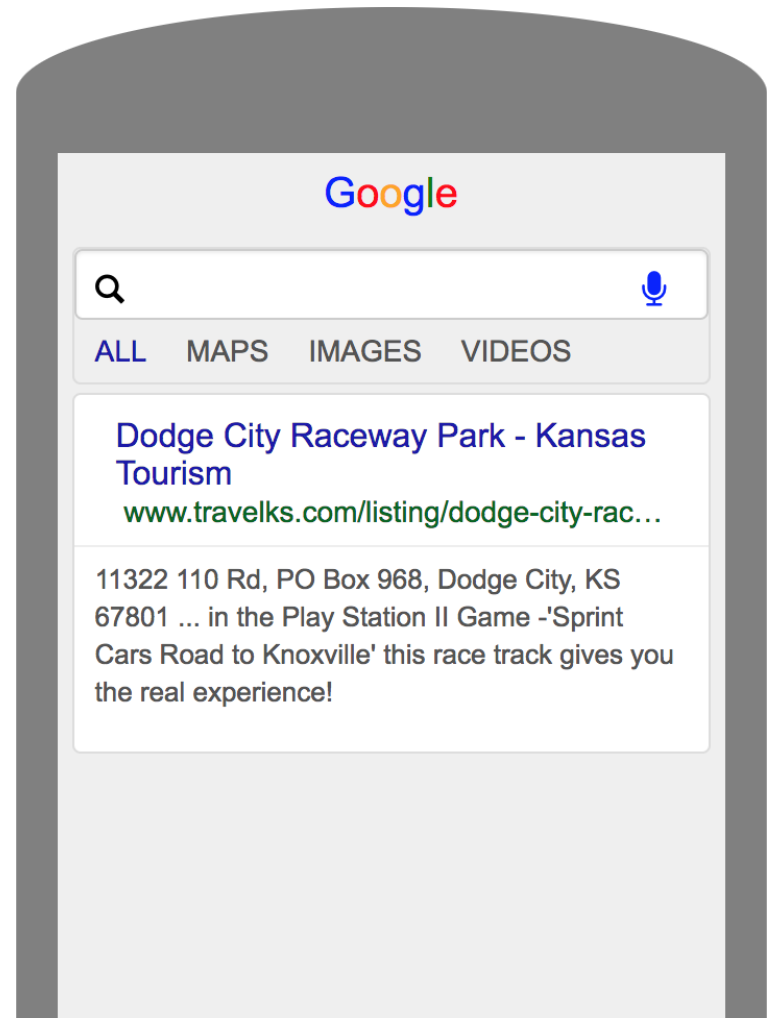 Google
ALL MAPS IMAGES VIDEOS
Dodge City Raceway Park - Kansas
Tourism
www.travelks.com/listing/dodge-city-rac...
11322 110 Rd, PO Box 968, Dodge City, KS
67801 ... in the Play Station II Game -'Sprint
Cars Road to Knoxville' this race track gives you
the real experience!